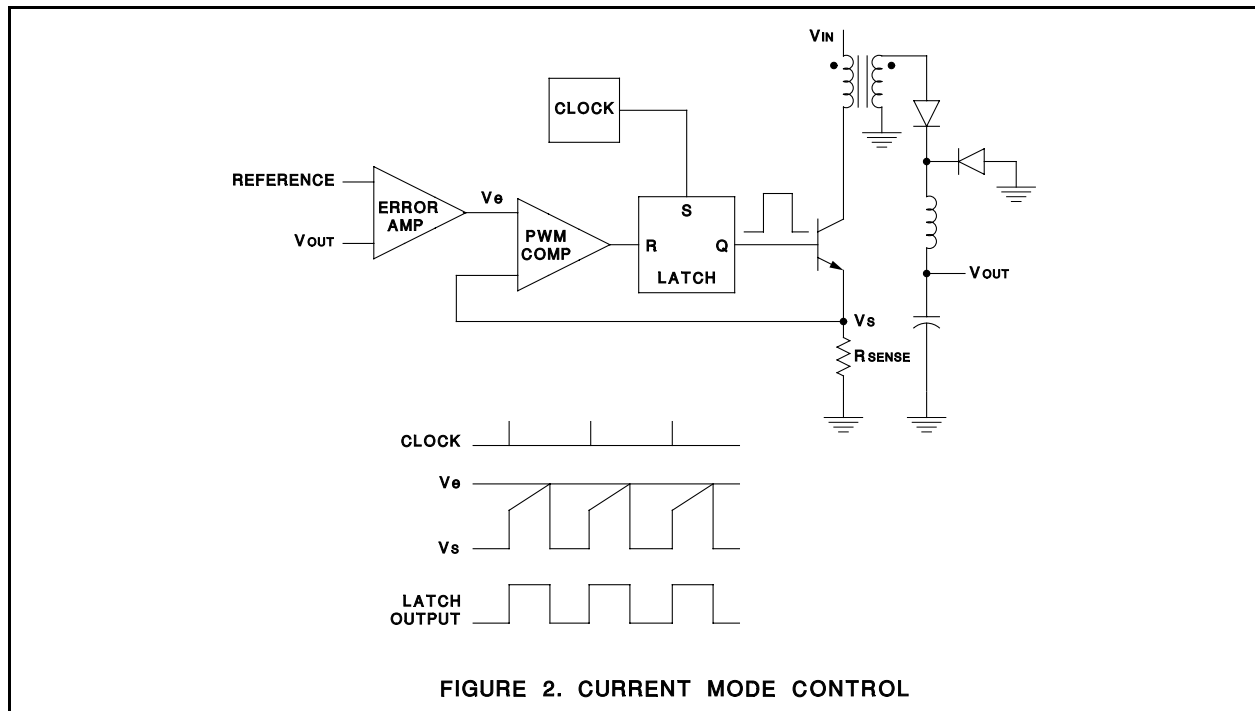 VIN
CLOCK
REFERENCE
ERROR
AMP
VOUT
Ve
PWM
COMP
S
R
Q
LATCH
VOUT
Vs
RSENSE
CLOCK
Ve
Vs
LATCH
OUTPUT
FIGURE 2. CURRENT MODE CONTROL